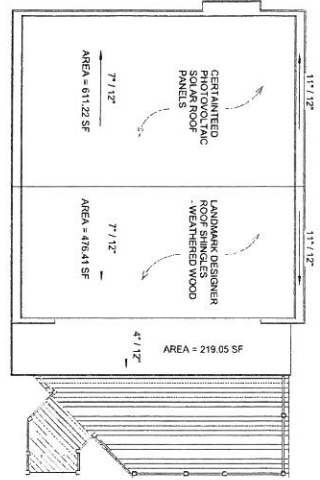 11" / 12"
11" / 12"
CERTAINTEED
PHOTOVOLTAIC
SOLAR ROOF
PANELS
LANDMARK DESIGNER
ROOF SHINGLES
- WEATHERED WOOD
7" / 12"
AREA = 611.22 SF
7" / 12"
AREA = 476.41 SF
4" / 12"
AREA = 219.05 SF